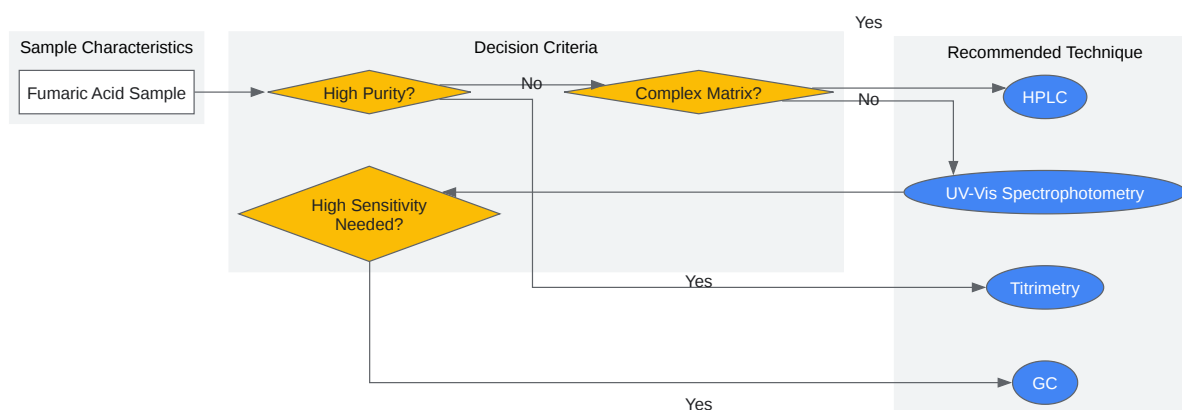 Yes
Sample Characteristics
Decision Criteria
Recommended Technique
Fumaric Acid Sample
High Purity?
No
Complex Matrix?
No
HPLC
UV-Vis Spectrophotometry
High Sensitivity
Needed?
Yes
Titrimetry
GC
Yes